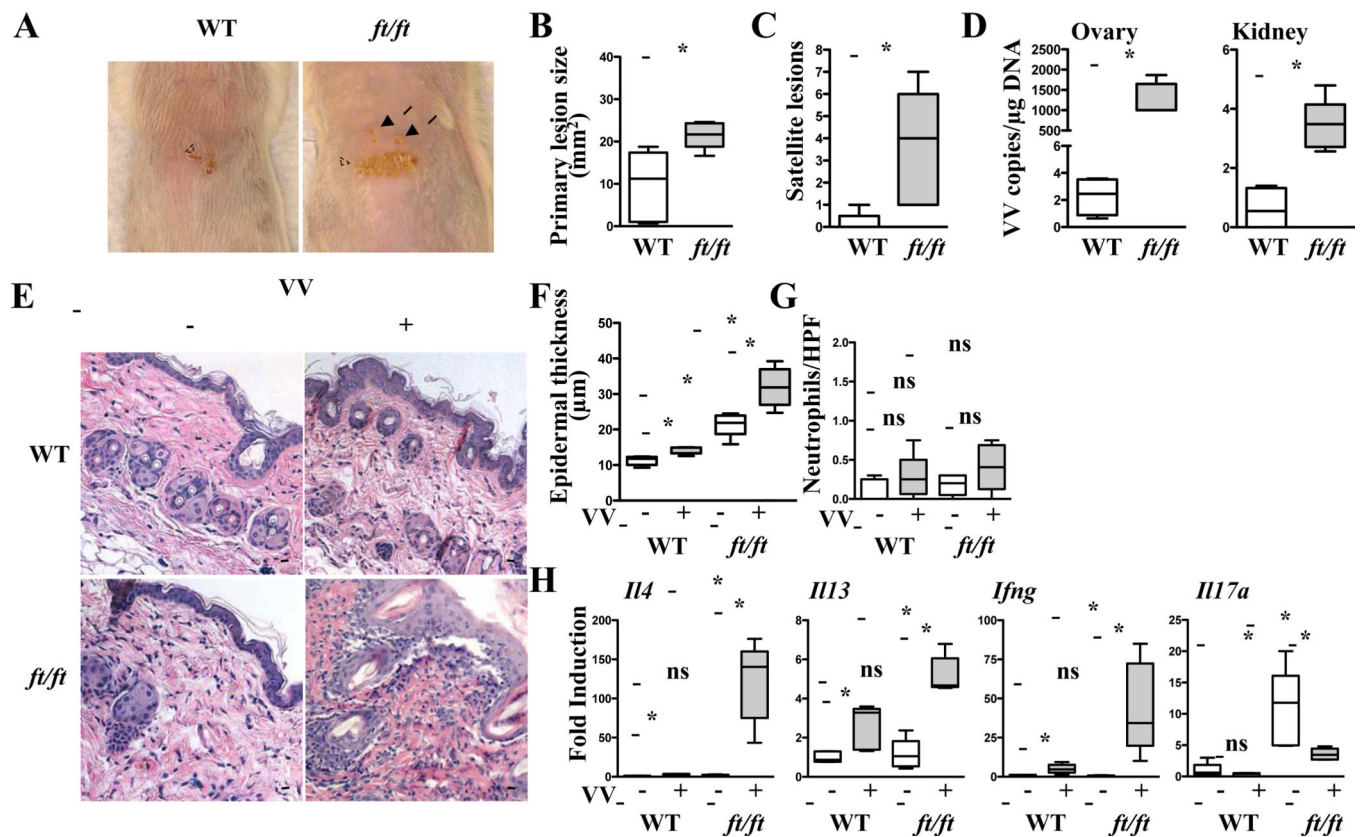 A
WT
ft/ft
B
Primary lesion size
(mm²)
40
30
20
10
0
*
WT
ft/ft
C
Satellite lesions
8
7
6
5
4
3
2
1
0
*
WT
ft/ft
D
VV copies/µg DNA
Ovary
2500
2000
1500
1000
500
6
4
2
0
*
WT
ft/ft
Kidney
6
4
2
0
*
WT
ft/ft
E
VV
-
+
WT
ft/ft
F
Epidermal thickness
(µm)
50
40
30
20
10
0
*
* *
* *
VV - + - +
WT ft/ft
G
Neutrophils/HPF
2.0
1.5
1.0
0.5
0.0
ns
ns
ns ns
VV - + - +
WT ft/ft
H
Fold Induction
Il4
200
150
100
50
0
* *
ns
*
VV - + - +
WT ft/ft
Il13
8
6
4
2
0
* *
* ns
- + - +
WT ft/ft
Ifng
100
75
50
25
0
* *
ns
*
- + - +
WT ft/ft
Il17a
25
20
15
10
5
0
* * *
ns
- + - +
WT ft/ft